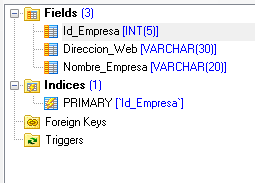 Fields (3)
Id_Empresa [INT(5)]
Direccion_Web [VARCHAR(30)]
Nombre_Empresa [VARCHAR(20)]
Indices (1)
PRIMARY [`Id_Empresa`]
Foreign Keys
Triggers